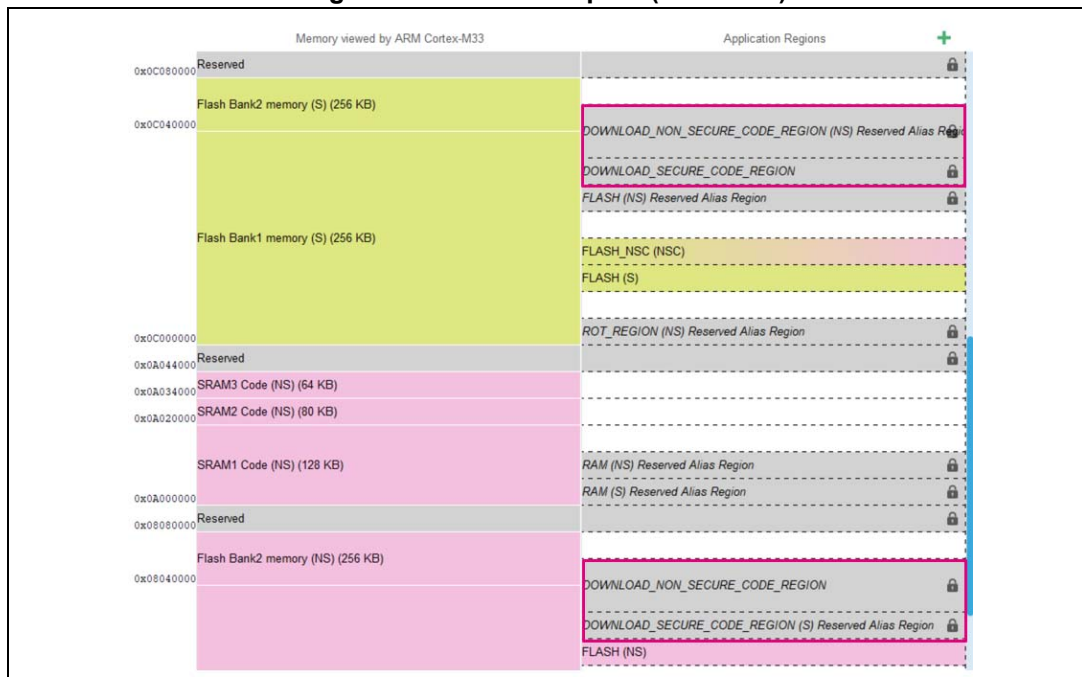 Memory viewed by ARM Cortex-M33
Application Regions
0x0C080000
Reserved
Flash Bank2 memory (S) (256 KB)
0x0C040000
DOWNLOAD_NON_SECURE_CODE_REGION (NS) Reserved Alias
DOWNLOAD_SECURE_CODE_REGION
FLASH (NS) Reserved Alias Region
Flash Bank1 memory (S) (256 KB)
FLASH_NSC (NSC)
FLASH (S)
ROT_REGION (NS) Reserved Alias Region
0x0C000000
Reserved
0x0A044000
SRAM3 Code (NS) (64 KB)
0x0A034000
SRAM2 Code (NS) (80 KB)
0x0A020000
SRAM1 Code (NS) (128 KB)
RAM (NS) Reserved Alias Region
RAM (S) Reserved Alias Region
0x0A000000
Reserved
0x08080000
Flash Bank2 memory (NS) (256 KB)
0x08040000
DOWNLOAD_NON_SECURE_CODE_REGION
DOWNLOAD_SECURE_CODE_REGION (S) Reserved Alias Region
FLASH (NS)